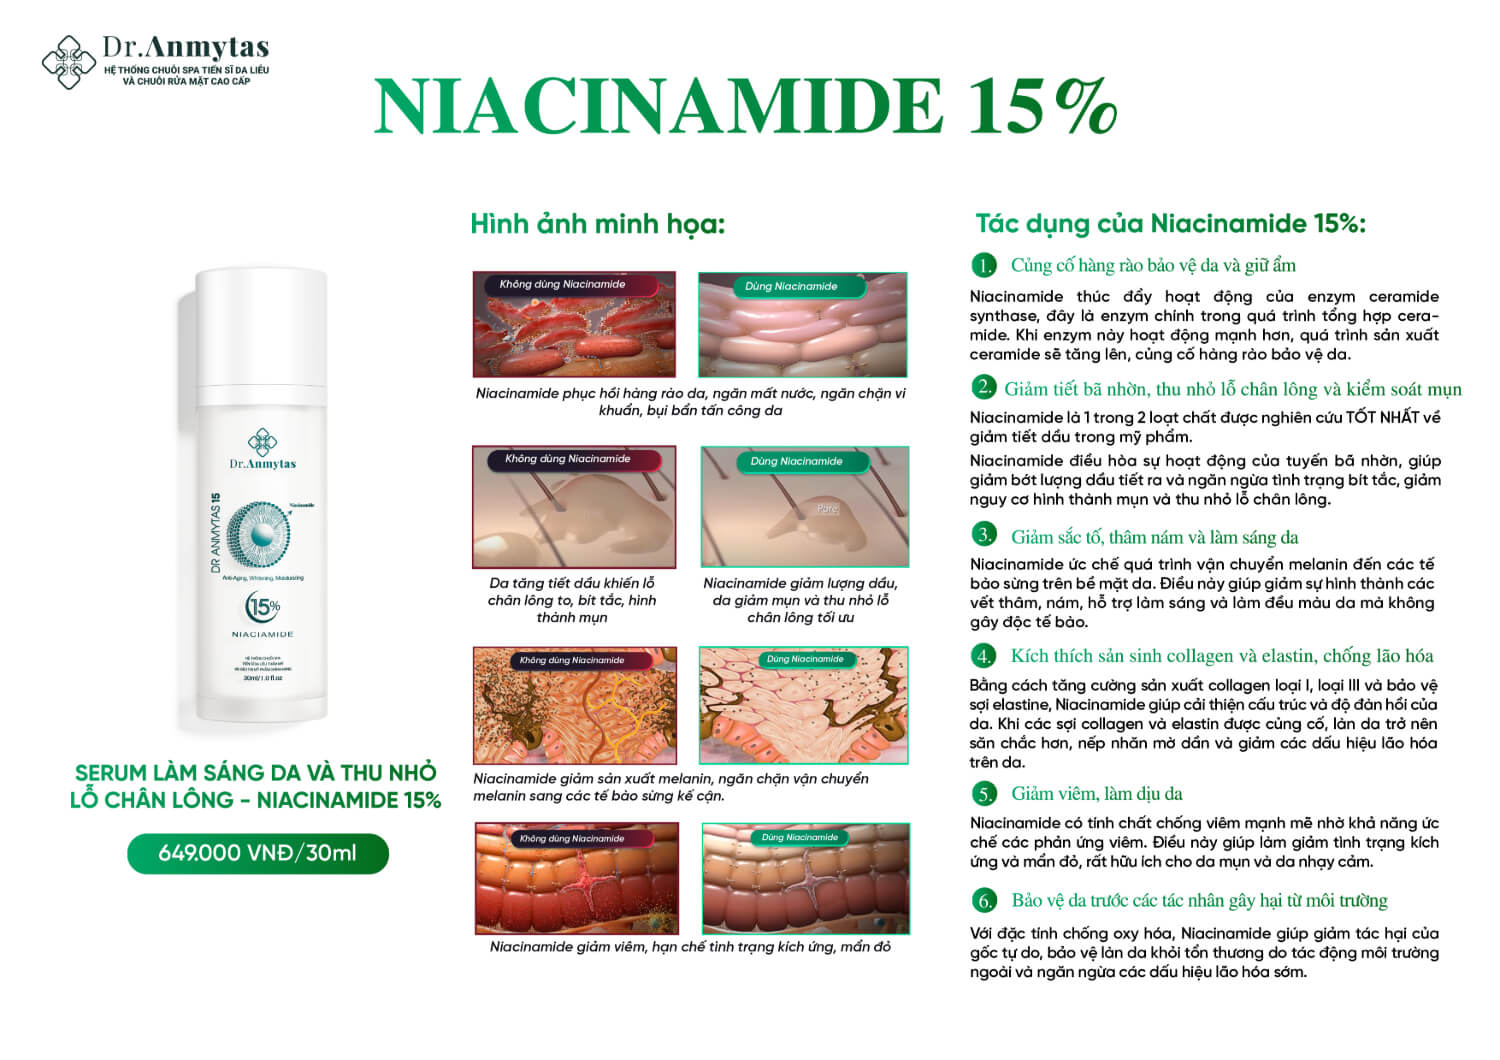 Dr.Anmytas
HỆ THỐNG CHUỖI SPA TIẾN SĨ DA LIỄU
VÀ CHUỖI RỬA MẶT CAO CẤP
NIACINAMIDE 15%
Dr.Anmytas
DR ANMYTAS 15
Niacinamide
Anti-Aging, Whitening, Moisturizing
15%
NIACIAMIDE
HỆ THỐNG CHUỖI SPA
30ml/1.0 fl.oz
SERUM LÀM SÁNG DA VÀ THU NHỎ
LỖ CHÂN LÔNG - NIACINAMIDE 15%
649.000 VNĐ/30ml
Hình ảnh minh họa:
Không dùng Niacinamide
Dùng Niacinamide
Niacinamide phục hồi hàng rào da, ngăn mất nước, ngăn chặn vi
khuẩn, bụi bẩn tấn công da
Không dùng Niacinamide
Dùng Niacinamide
Pore
Da tăng tiết dầu khiến lỗ
chân lông to, bít tắc, hình
thành mụn
Niacinamide giảm lượng dầu,
da giảm mụn và thu nhỏ lỗ
chân lông tối ưu
Không dùng Niacinamide
Dùng Niacinamide
Niacinamide giảm sản xuất melanin, ngăn chặn vận chuyển
melanin sang các tế bào sừng kế cận.
Không dùng Niacinamide
Dùng Niacinamide
Niacinamide giảm viêm, hạn chế tình trạng kích ứng, mẩn đỏ
Tác dụng của Niacinamide 15%:
1. Củng cố hàng rào bảo vệ da và giữ ẩm
Niacinamide thúc đẩy hoạt động của enzym ceramide
synthase, đây là enzym chính trong quá trình tổng hợp cera-
mide. Khi enzym này hoạt động mạnh hơn, quá trình sản xuất
ceramide sẽ tăng lên, củng cố hàng rào bảo vệ da.
2. Giảm tiết bã nhờn, thu nhỏ lỗ chân lông và kiểm soát mụn
Niacinamide là 1 trong 2 loạt chất được nghiên cứu TỐT NHẤT về
giảm tiết dầu trong mỹ phẩm.
Niacinamide điều hòa sự hoạt động của tuyến bã nhờn, giúp
giảm bớt lượng dầu tiết ra và ngăn ngừa tình trạng bít tắc, giảm
nguy cơ hình thành mụn và thu nhỏ lỗ chân lông.
3. Giảm sắc tố, thâm nám và làm sáng da
Niacinamide ức chế quá trình vận chuyển melanin đến các tế
bào sừng trên bề mặt da. Điều này giúp giảm sự hình thành các
vết thâm, nám, hỗ trợ làm sáng và làm đều màu da mà không
gây độc tế bào.
4. Kích thích sản sinh collagen và elastin, chống lão hóa
Bằng cách tăng cường sản xuất collagen loại I, loại III và bảo vệ
sợi elastine, Niacinamide giúp cải thiện cấu trúc và độ đàn hồi của
da. Khi các sợi collagen và elastin được củng cố, làn da trở nên
săn chắc hơn, nếp nhăn mờ dần và giảm các dấu hiệu lão hóa
trên da.
5. Giảm viêm, làm dịu da
Niacinamide có tính chất chống viêm mạnh mẽ nhờ khả năng ức
chế các phản ứng viêm. Điều này giúp làm giảm tình trạng kích
ứng và mẩn đỏ, rất hữu ích cho da mụn và da nhạy cảm.
6. Bảo vệ da trước các tác nhân gây hại từ môi trường
Với đặc tính chống oxy hóa, Niacinamide giúp giảm tác hại của
gốc tự do, bảo vệ làn da khỏi tổn thương do tác động môi trường
ngoài và ngăn ngừa các dấu hiệu lão hóa sớm.